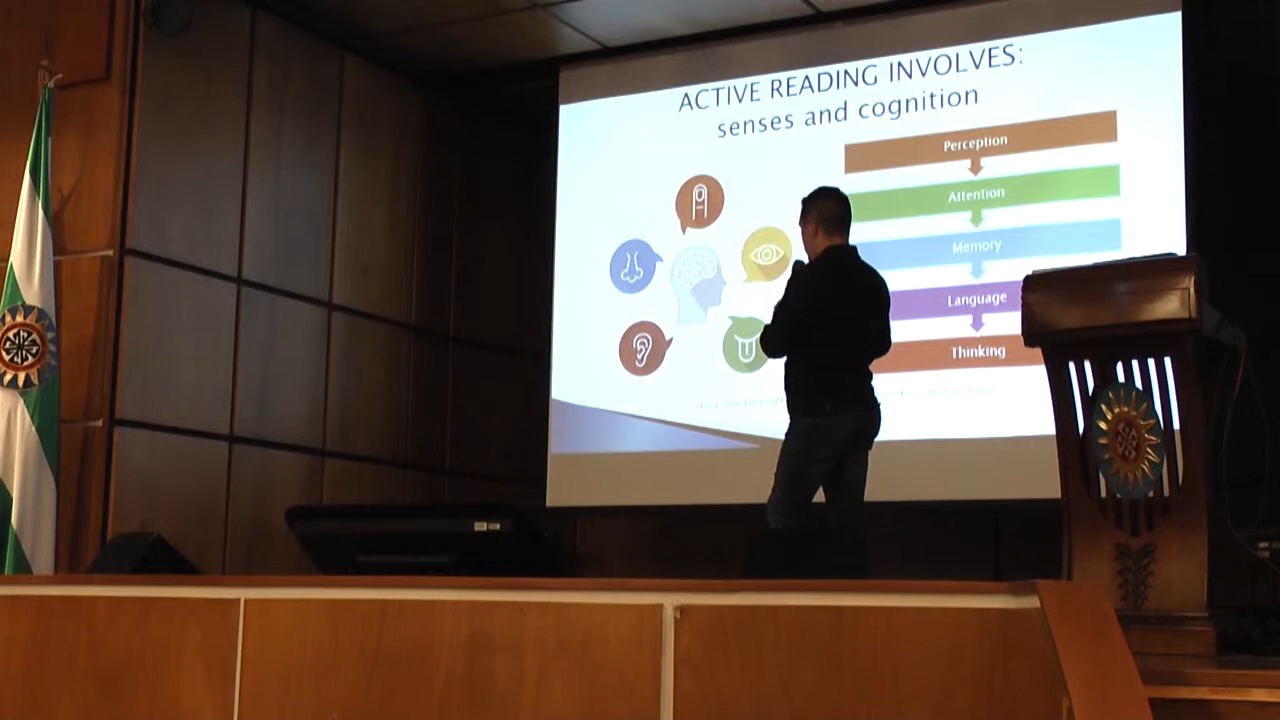 ACTIVE READING INVOLVES:
senses and cognition
Perception
Attention
Memory
Language
Thinking